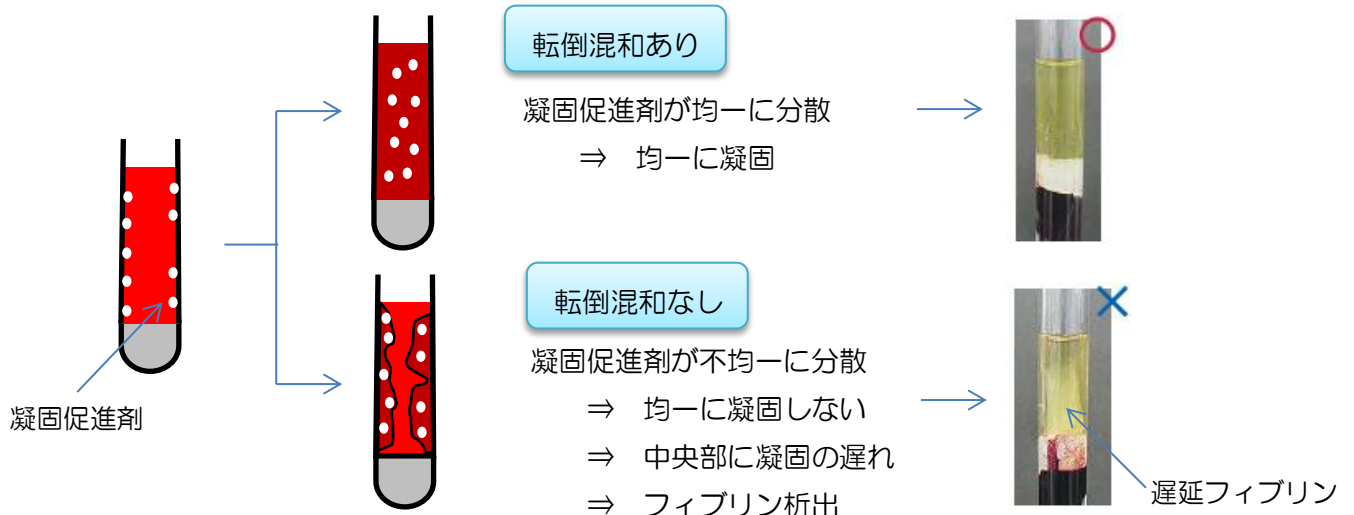 転倒混和あり
凝固促進剤が均一に分散
⇒ 均一に凝固
凝固促進剤
転倒混和なし
凝固促進剤が不均一に分散
⇒ 均一に凝固しない
⇒ 中央部に凝固の遅れ
⇒ フィブリン析出
遅延フィブリン